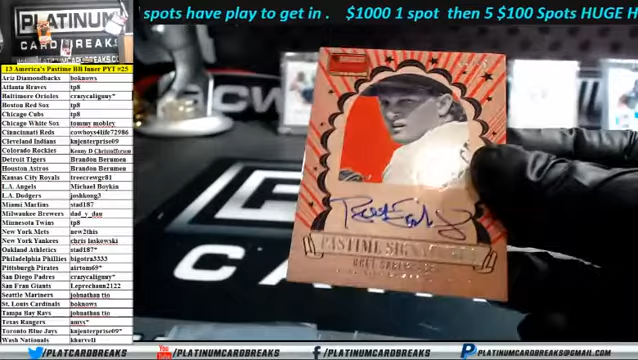 spots have play to get in . $1000 1 spot then 5 $100 Spots HUGE H
PLATINUM
CARD BREAKS
13 America's Pastime BB Inner PYT #25
Ariz Diamondbacks boknows
Atlanta Braves tp8
Baltimore Orioles crazycaliguy*
Boston Red Sox tp8
Chicago Cubs tp8
Chicago White Sox tommy mobley
Cincinnati Reds cowboys4life72986
Cleveland Indians knjenterprise09
Colorado Rockies Kenny D Christofferson
Detroit Tigers Brandon Berumen
Houston Astros Brandon Berumen
Kansas City Royals treecrewgr81
L.A. Angels Michael Boykin
L.A. Dodgers joshkong3
Miami Marlins stad187
Milwaukee Brewers dad_y_dau
Minnesota Twins tp8
New York Mets new2this
New York Yankees chris laskowski
Oakland Athletics stad187*
Philadelphia Phillies bigotra3333
Pittsburgh Pirates airtom69*
San Diego Padres crazycaliguy*
San Fran Giants Leprechaun2122
Seattle Mariners johnathan tio
St. Louis Cardinals boknows
Tampa Bay Rays johnathan tio
Texas Rangers
Toronto Blue Jays knjenterprise09*
Wash Nationals kharvell
PASTIME SIGNATURES
/PLATCARDBREAKS
/PLATINUMCARDBREAKS
/PLATINUMCARDBREAKS
PLATINUMCARDBREAKS@